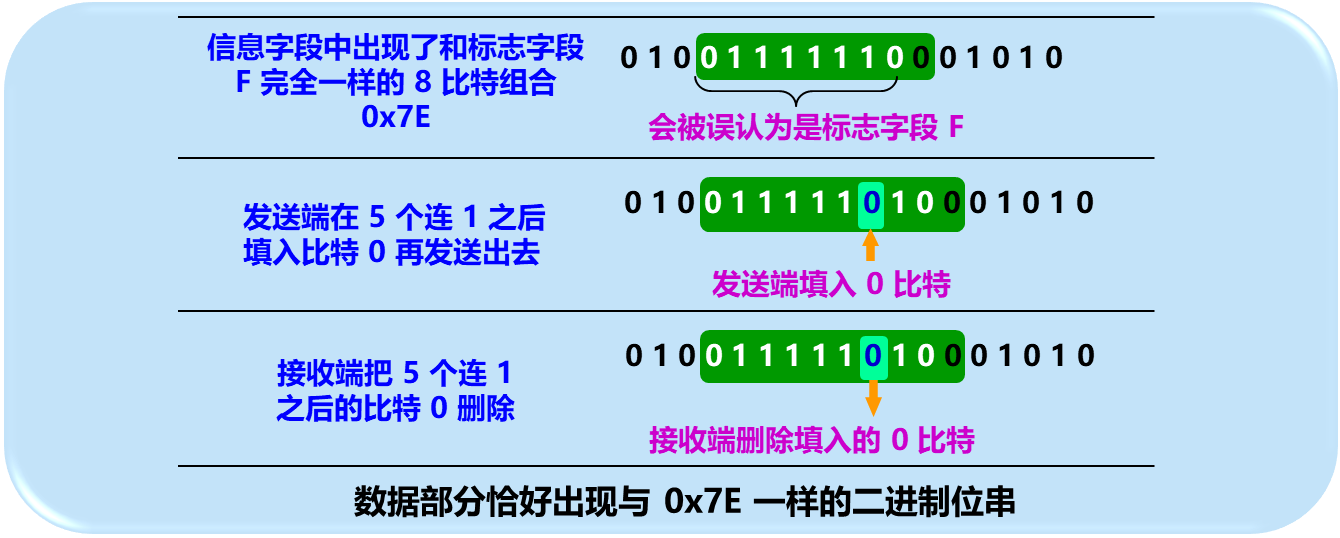 信息字段中出现了和标志字段
F 完全一样的 8 比特组合
0x7E
0 1 0 0 1 1 1 1 1 1 0 0 0 1 0 1 0
会被误认为是标志字段 F
发送端在 5 个连 1 之后
填入比特 0 再发送出去
0 1 0 0 1 1 1 1 1 0 1 0 0 0 1 0 1 0
发送端填入 0 比特
接收端把 5 个连 1
之后的比特 0 删除
0 1 0 0 1 1 1 1 1 0 1 0 0 0 1 0 1 0
接收端删除填入的 0 比特
数据部分恰好出现与 0x7E 一样的二进制位串